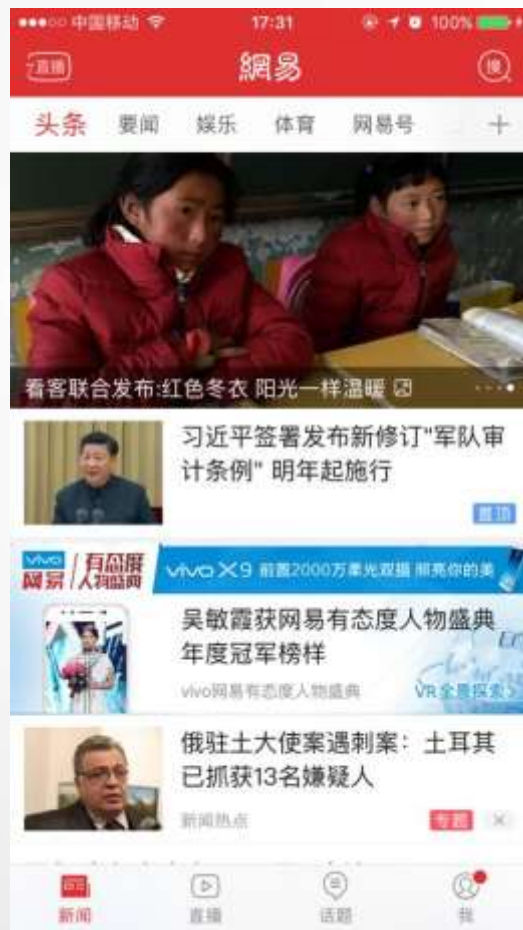 中国移动
17:31
100%
直播
網易
搜
头条 要闻 娱乐 体育 网易号
看客联合发布:红色冬衣 阳光一样温暖
习近平签署发布新修订"军队审
计条例" 明年起施行
置顶
vivo
网易
有态度
人物盛典
vivo X9 前置2000万柔光双摄 照亮你的美
吴敏霞获网易有态度人物盛典
年度冠军榜样
vivo网易有态度人物盛典
VR全景探索
俄驻土大使案遇刺案：土耳其
已抓获13名嫌疑人
新闻热点
专题
新闻 直播 话题 我